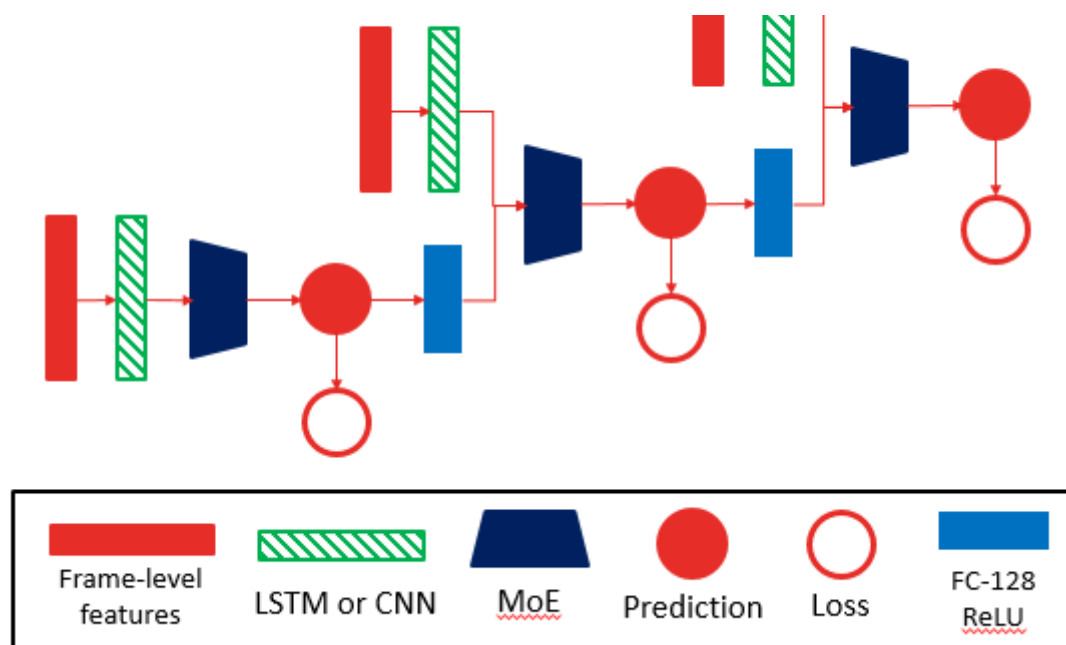 Frame-level
features
LSTM or CNN
MoE
Prediction
Loss
FC-128
ReLU